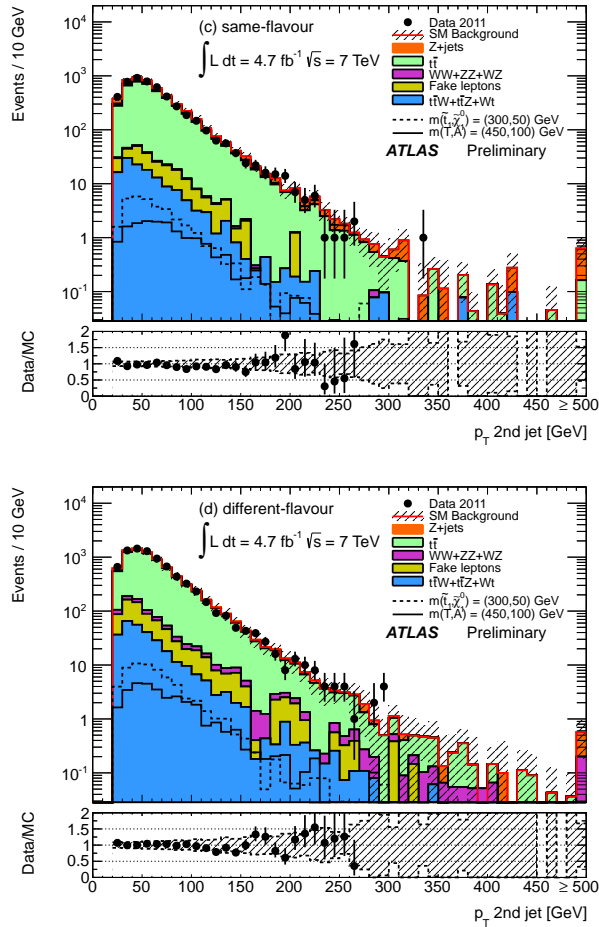 Events / 10 GeV
10⁴
10³
10²
10
1
10⁻¹
(c) same-flavour
∫ L dt = 4.7 fb⁻¹ √s = 7 TeV
Data 2011
SM Background
Z+jets
tt̄
WW+ZZ+WZ
Fake leptons
tt̄W+tt̄Z+Wt
m(t̃₁,χ̃⁰) = (300,50) GeV
m(T,A) = (450,100) GeV
ATLAS Preliminary
Data/MC
2
1.5
1
0.5
0
0 50 100 150 200 250 300 350 400 450 ≥ 500
p_T 2nd jet [GeV]
Events / 10 GeV
10⁴
10³
10²
10
1
10⁻¹
(d) different-flavour
∫ L dt = 4.7 fb⁻¹ √s = 7 TeV
Data 2011
SM Background
Z+jets
tt̄
WW+ZZ+WZ
Fake leptons
tt̄W+tt̄Z+Wt
m(t̃₁,χ̃⁰) = (300,50) GeV
m(T,A) = (450,100) GeV
ATLAS Preliminary
Data/MC
2
1.5
1
0.5
0
0 50 100 150 200 250 300 350 400 450 ≥ 500
p_T 2nd jet [GeV]